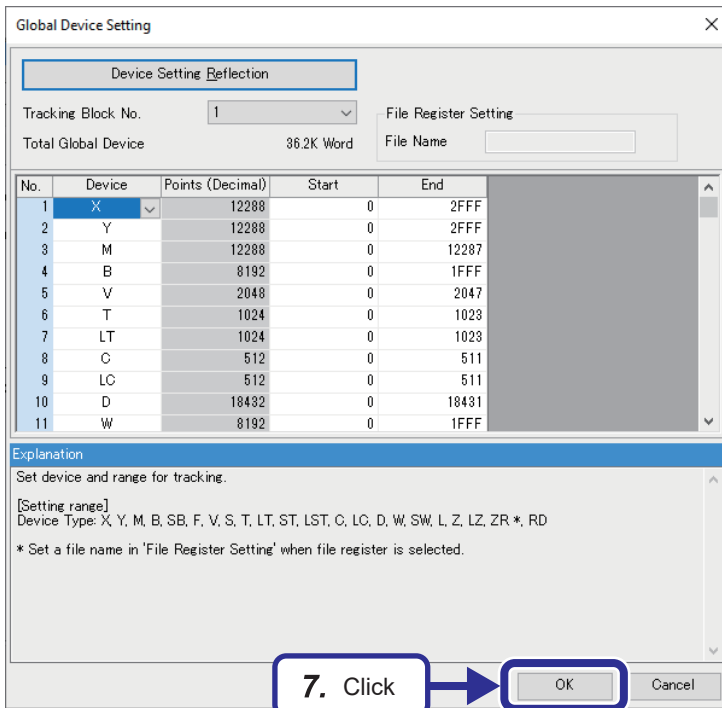 Global Device Setting
Device Setting Reflection
Tracking Block No. 1
File Register Setting
Total Global Device 36.2K Word
File Name
No. Device Points (Decimal) Start End
1 X 12288 0 2FFF
2 Y 12288 0 2FFF
3 M 12288 0 12287
4 B 8192 0 1FFF
5 V 2048 0 2047
6 T 1024 0 1023
7 LT 1024 0 1023
8 C 512 0 511
9 LC 512 0 511
10 D 18432 0 18431
11 W 8192 0 1FFF
Explanation
Set device and range for tracking.
[Setting range]
Device Type: X, Y, M, B, SB, F, V, S, T, LT, ST, LST, C, LC, D, W, SW, L, Z, LZ, ZR *, RD
* Set a file name in 'File Register Setting' when file register is selected.
7. Click
OK
Cancel